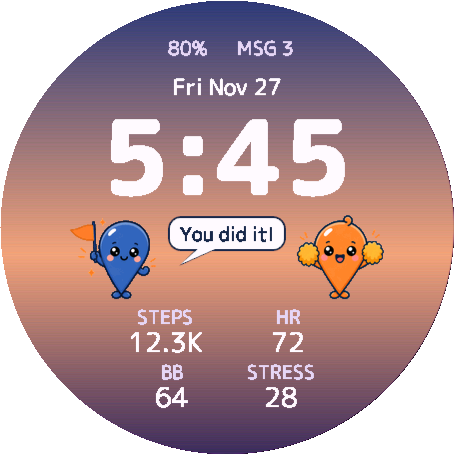 80% MSG 3
Fri Nov 27
5:45
You did it!
STEPS HR
12.3K 72
BB STRESS
64 28